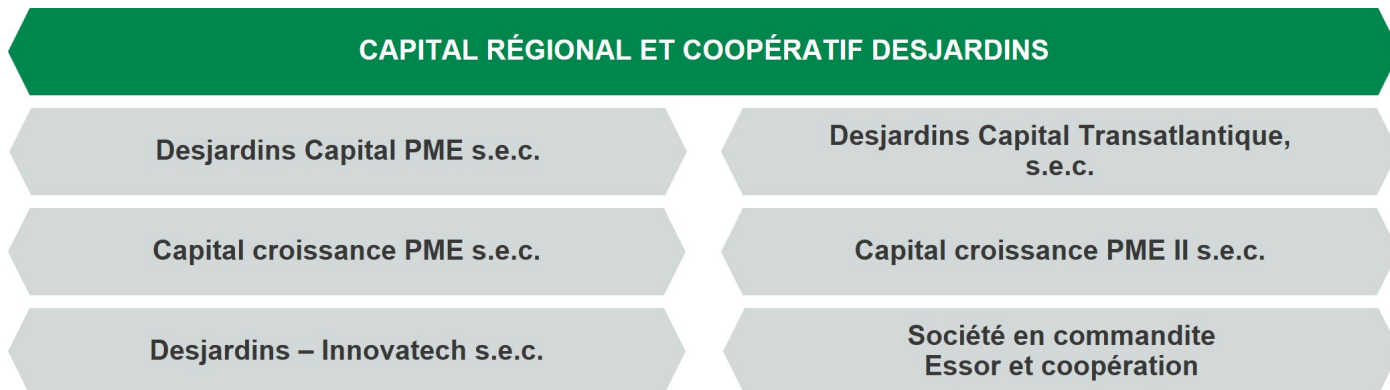 CAPITAL RÉGIONAL ET COOPÉRATIF DESJARDINS
Desjardins Capital PME s.e.c.
Desjardins Capital Transatlantique,
s.e.c.
Capital croissance PME s.e.c.
Capital croissance PME II s.e.c.
Desjardins – Innovatech s.e.c.
Société en commandite
Essor et coopération